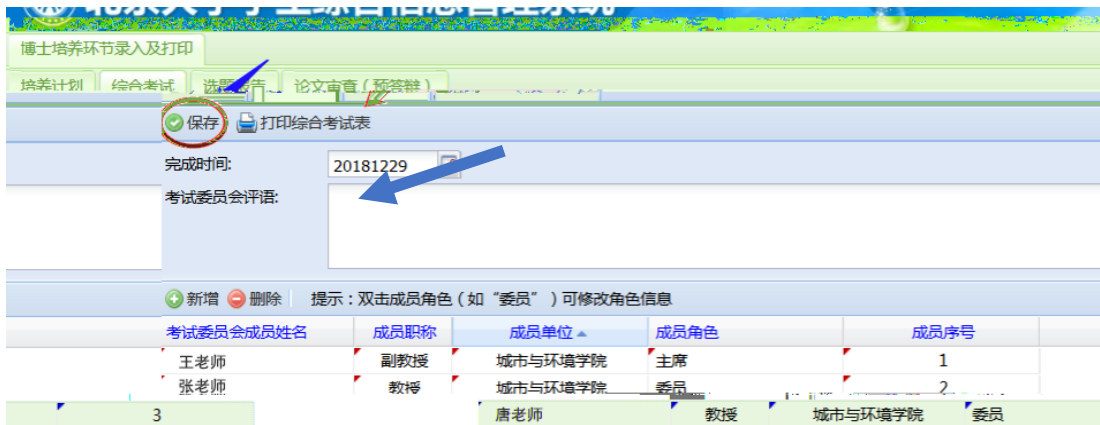 博士培养环节录入及打印
培养计划 综合考试 选题报告 论文审查（预答辩）
保存 打印综合考试表
完成时间: 20181229
考试委员会评语:
新增 删除 提示：双击成员角色（如“委员”）可修改角色信息
考试委员会成员姓名 成员职称 成员单位 成员角色 成员序号
王老师 副教授 城市与环境学院 主席 1
张老师 教授 城市与环境学院 委员 2
3 唐老师 教授 城市与环境学院 委员